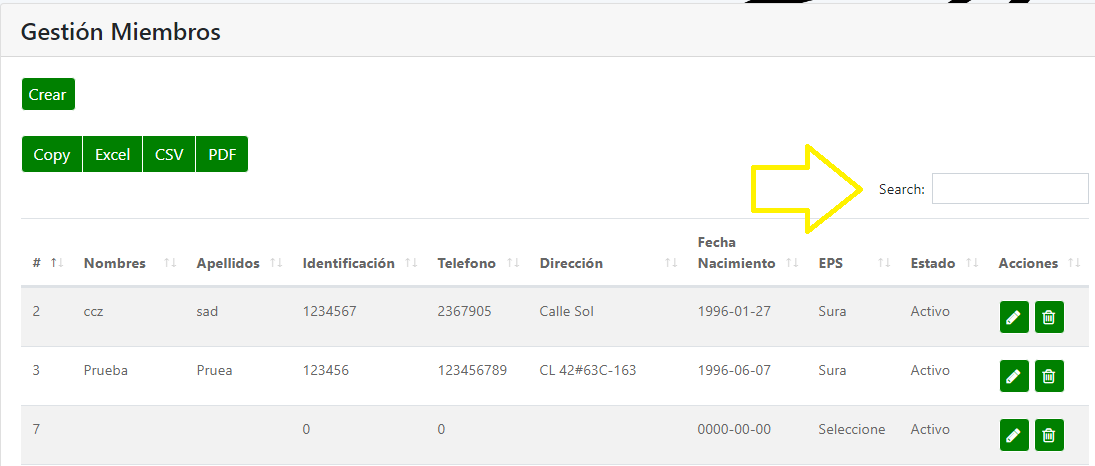 Gestión Miembros
Crear
Copy Excel CSV PDF
Search:
# Nombres Apellidos Identificación Telefono Dirección Fecha Nacimiento EPS Estado Acciones
2 ccz sad 1234567 2367905 Calle Sol 1996-01-27 Sura Activo
3 Prueba Pruea 123456 123456789 CL 42#63C-163 1996-06-07 Sura Activo
7 0 0 0000-00-00 Seleccione Activo